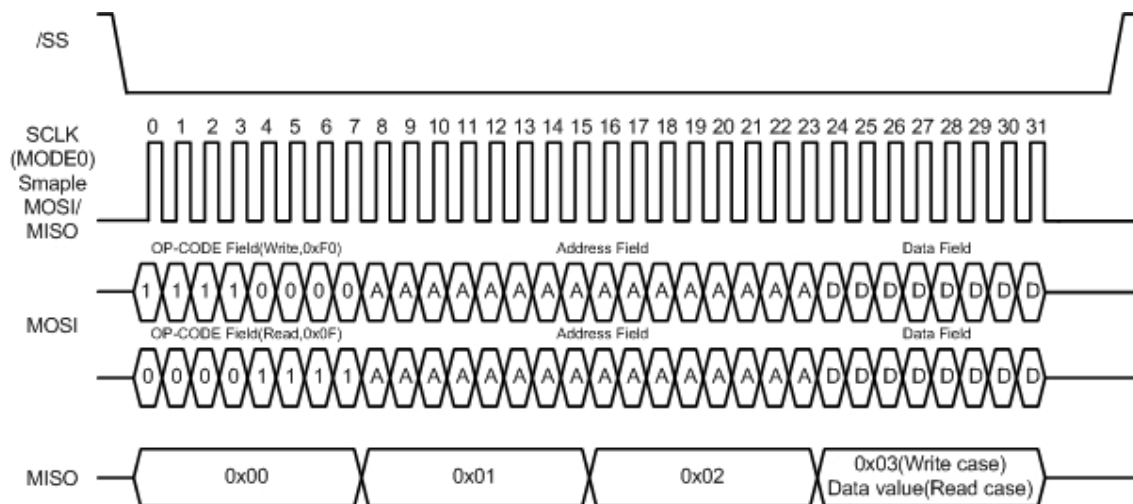 /SS
0 1 2 3 4 5 6 7 8 9 10 11 12 13 14 15 16 17 18 19 20 21 22 23 24 25 26 27 28 29 30 31
SCLK
(MODE0)
Smaple
MOSI/
MISO
OP-CODE Field(Write,0xF0) Address Field Data Field
1 1 1 1 0 0 0 0 A A A A A A A A A A A A A A A A D D D D D D D D
MOSI
OP-CODE Field(Read,0x0F) Address Field Data Field
0 0 0 0 1 1 1 1 A A A A A A A A A A A A A A A A D D D D D D D D
MISO
0x00 0x01 0x02 0x03(Write case)
Data value(Read case)